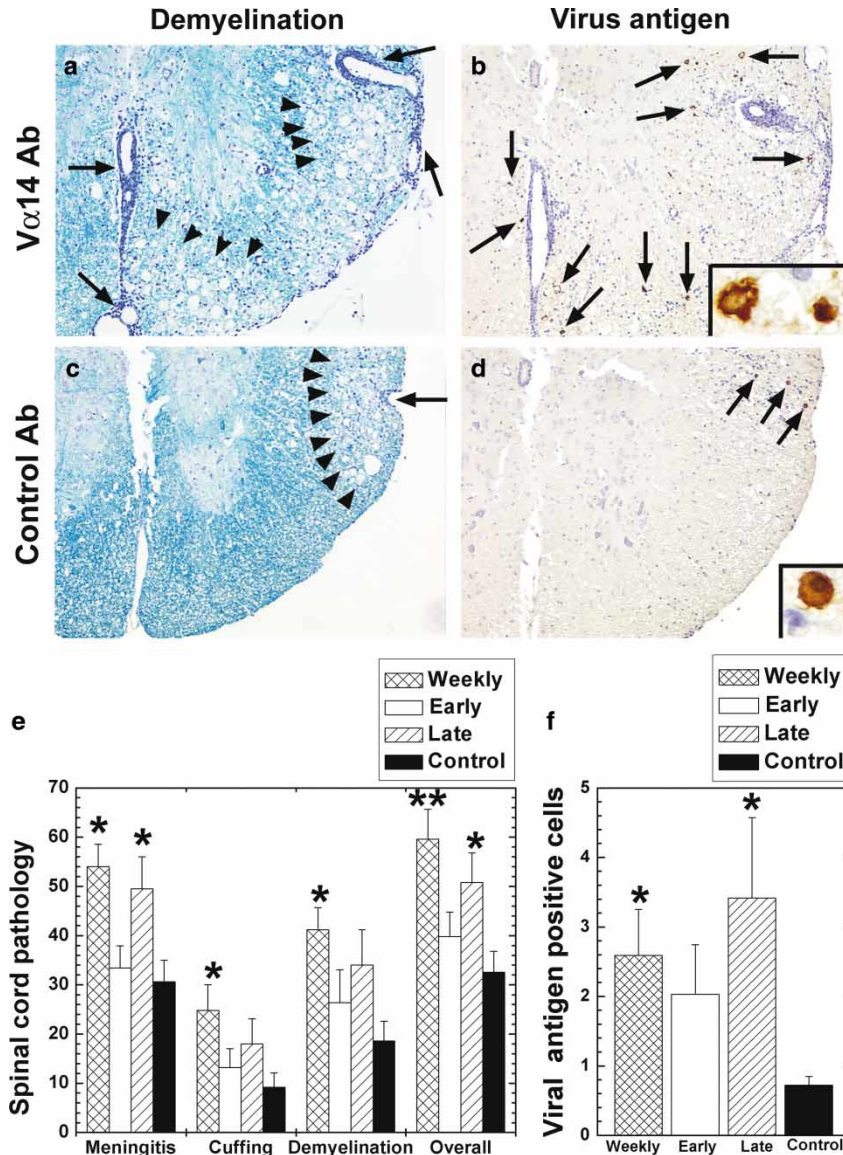 Demyelination
Virus antigen
Vα14 Ab
a
b
Control Ab
c
d
e
Weekly
Early
Late
Control
Spinal cord pathology
70
60
50
40
30
20
10
0
* * * * ** *
Meningitis Cuffing Demyelination Overall
f
Weekly
Early
Late
Control
Viral antigen positive cells
5
4
3
2
1
0
* *
Weekly Early Late Control